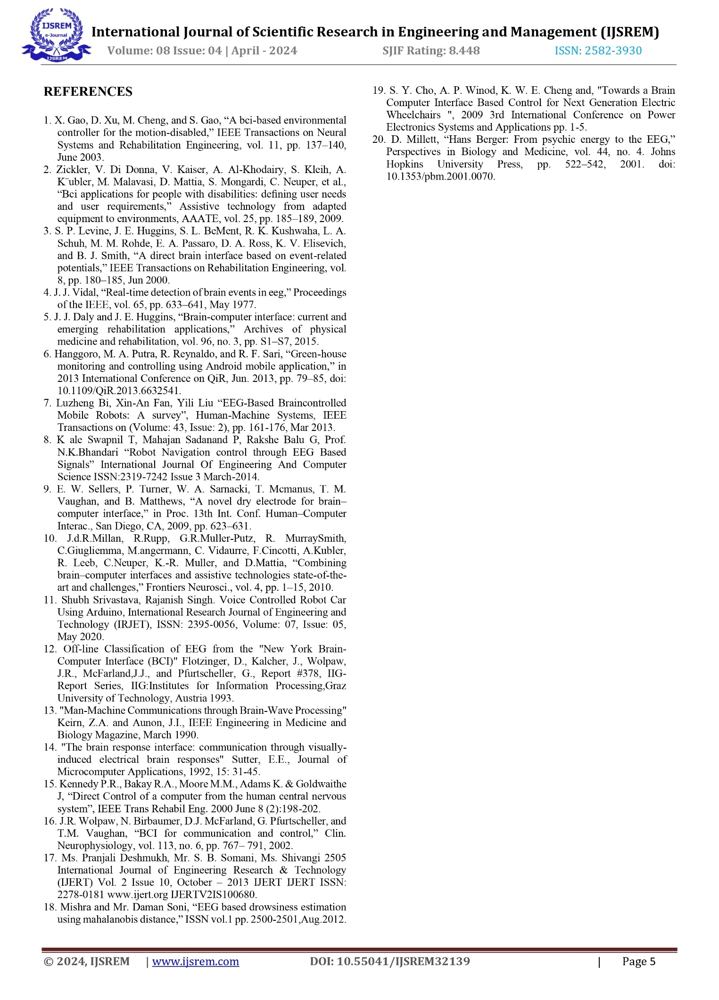 IJSREM
e-Journal
IJSREM
International Journal of Scientific Research in Engineering and Management (IJSREM)
Volume: 08 Issue: 04 | April - 2024 SJIF Rating: 8.448 ISSN: 2582-3930
REFERENCES
1. X. Gao, D. Xu, M. Cheng, and S. Gao, “A bci-based environmental
controller for the motion-disabled,” IEEE Transactions on Neural
Systems and Rehabilitation Engineering, vol. 11, pp. 137–140,
June 2003.
2. Zickler, V. Di Donna, V. Kaiser, A. Al-Khodairy, S. Kleih, A.
K¨ubler, M. Malavasi, D. Mattia, S. Mongardi, C. Neuper, et al.,
“Bci applications for people with disabilities: defining user needs
and user requirements,” Assistive technology from adapted
equipment to environments, AAATE, vol. 25, pp. 185–189, 2009.
3. S. P. Levine, J. E. Huggins, S. L. BeMent, R. K. Kushwaha, L. A.
Schuh, M. M. Rohde, E. A. Passaro, D. A. Ross, K. V. Elisevich,
and B. J. Smith, “A direct brain interface based on event-related
potentials,” IEEE Transactions on Rehabilitation Engineering, vol.
8, pp. 180–185, Jun 2000.
4. J. J. Vidal, “Real-time detection of brain events in eeg,” Proceedings
of the IEEE, vol. 65, pp. 633–641, May 1977.
5. J. J. Daly and J. E. Huggins, “Brain-computer interface: current and
emerging rehabilitation applications,” Archives of physical
medicine and rehabilitation, vol. 96, no. 3, pp. S1–S7, 2015.
6. Hanggoro, M. A. Putra, R. Reynaldo, and R. F. Sari, “Green-house
monitoring and controlling using Android mobile application,” in
2013 International Conference on QiR, Jun. 2013, pp. 79–85, doi:
10.1109/QiR.2013.6632541.
7. Luzheng Bi, Xin-An Fan, Yili Liu “EEG-Based Braincontrolled
Mobile Robots: A survey”, Human-Machine Systems, IEEE
Transactions on (Volume: 43, Issue: 2), pp. 161-176, Mar 2013.
8. K ale Swapnil T, Mahajan Sadanand P, Rakshe Balu G, Prof.
N.K.Bhandari “Robot Navigation control through EEG Based
Signals” International Journal Of Engineering And Computer
Science ISSN:2319-7242 Issue 3 March-2014.
9. E. W. Sellers, P. Turner, W. A. Sarnacki, T. Mcmanus, T. M.
Vaughan, and B. Matthews, “A novel dry electrode for brain–
computer interface,” in Proc. 13th Int. Conf. Human–Computer
Interac., San Diego, CA, 2009, pp. 623–631.
10. J.d.R.Millan, R.Rupp, G.R.Muller-Putz, R. MurraySmith,
C.Giugliemma, M.angermann, C. Vidaurre, F.Cincotti, A.Kubler,
R. Leeb, C.Neuper, K.-R. Muller, and D.Mattia, “Combining
brain–computer interfaces and assistive technologies state-of-the-
art and challenges,” Frontiers Neurosci., vol. 4, pp. 1–15, 2010.
11. Shubh Srivastava, Rajanish Singh. Voice Controlled Robot Car
Using Arduino, International Research Journal of Engineering and
Technology (IRJET), ISSN: 2395-0056, Volume: 07, Issue: 05,
May 2020.
12. Off-line Classification of EEG from the "New York Brain-
Computer Interface (BCI)" Flotzinger, D., Kalcher, J., Wolpaw,
J.R., McFarland,J.J., and Pfurtscheller, G., Report #378, IIG-
Report Series, IIG:Institutes for Information Processing,Graz
University of Technology, Austria 1993.
13. "Man-Machine Communications through Brain-Wave Processing"
Keirn, Z.A. and Aunon, J.I., IEEE Engineering in Medicine and
Biology Magazine, March 1990.
14. "The brain response interface: communication through visually-
induced electrical brain responses" Sutter, E.E., Journal of
Microcomputer Applications, 1992, 15: 31-45.
15. Kennedy P.R., Bakay R.A., Moore M.M., Adams K. & Goldwaithe
J, “Direct Control of a computer from the human central nervous
system”, IEEE Trans Rehabil Eng. 2000 June 8 (2):198-202.
16. J.R. Wolpaw, N. Birbaumer, D.J. McFarland, G. Pfurtscheller, and
T.M. Vaughan, “BCI for communication and control,” Clin.
Neurophysiology, vol. 113, no. 6, pp. 767– 791, 2002.
17. Ms. Pranjali Deshmukh, Mr. S. B. Somani, Ms. Shivangi 2505
International Journal of Engineering Research & Technology
(IJERT) Vol. 2 Issue 10, October – 2013 IJERT IJERT ISSN:
2278-0181 www.ijert.org IJERTV2IS100680.
18. Mishra and Mr. Daman Soni, “EEG based drowsiness estimation
using mahalanobis distance,” ISSN vol.1 pp. 2500-2501,Aug.2012.
19. S. Y. Cho, A. P. Winod, K. W. E. Cheng and, "Towards a Brain
Computer Interface Based Control for Next Generation Electric
Wheelchairs ", 2009 3rd International Conference on Power
Electronics Systems and Applications pp. 1-5.
20. D. Millett, “Hans Berger: From psychic energy to the EEG,”
Perspectives in Biology and Medicine, vol. 44, no. 4. Johns
Hopkins University Press, pp. 522–542, 2001. doi:
10.1353/pbm.2001.0070.
© 2024, IJSREM | www.ijsrem.com DOI: 10.55041/IJSREM32139 | Page 5